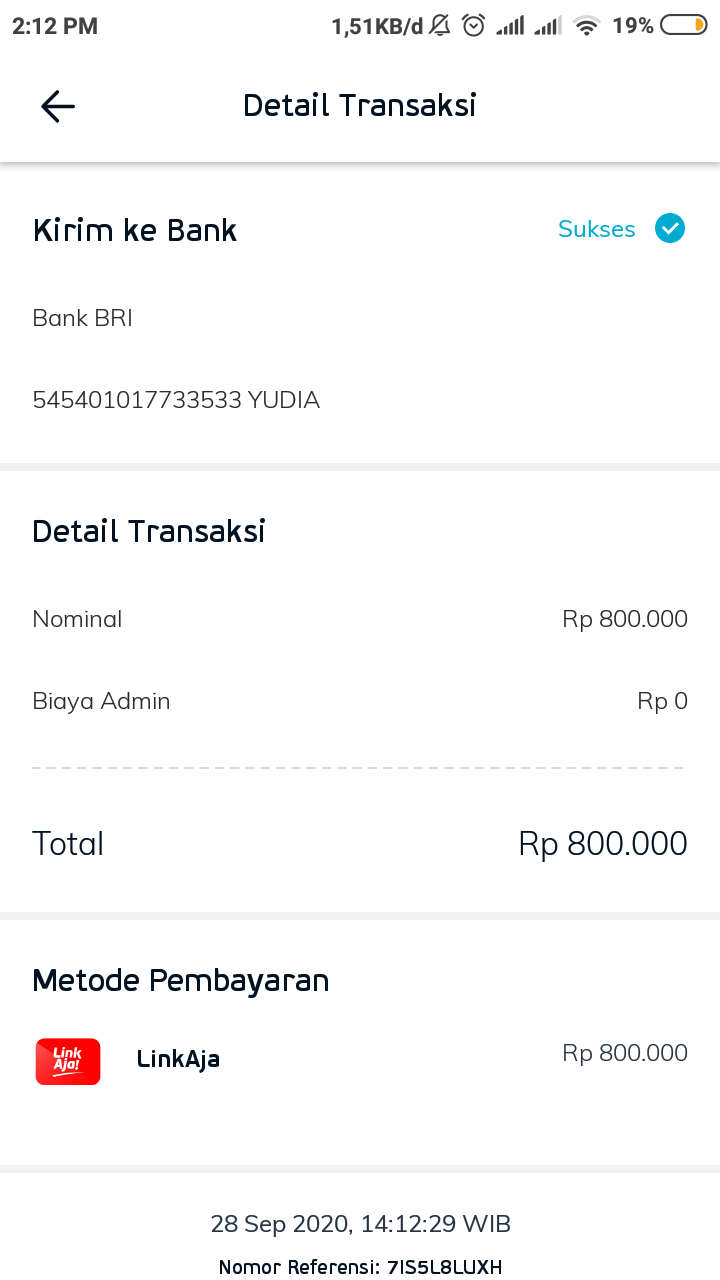 2:12 PM 1,51KB/d 19%
Detail Transaksi
Kirim ke Bank Sukses
Bank BRI
545401017733533 YUDIA
Detail Transaksi
Nominal Rp 800.000
Biaya Admin Rp 0
Total Rp 800.000
Metode Pembayaran
Link
Aja!
LinkAja Rp 800.000
28 Sep 2020, 14:12:29 WIB
Nomor Referensi: 7IS5L8LUXH